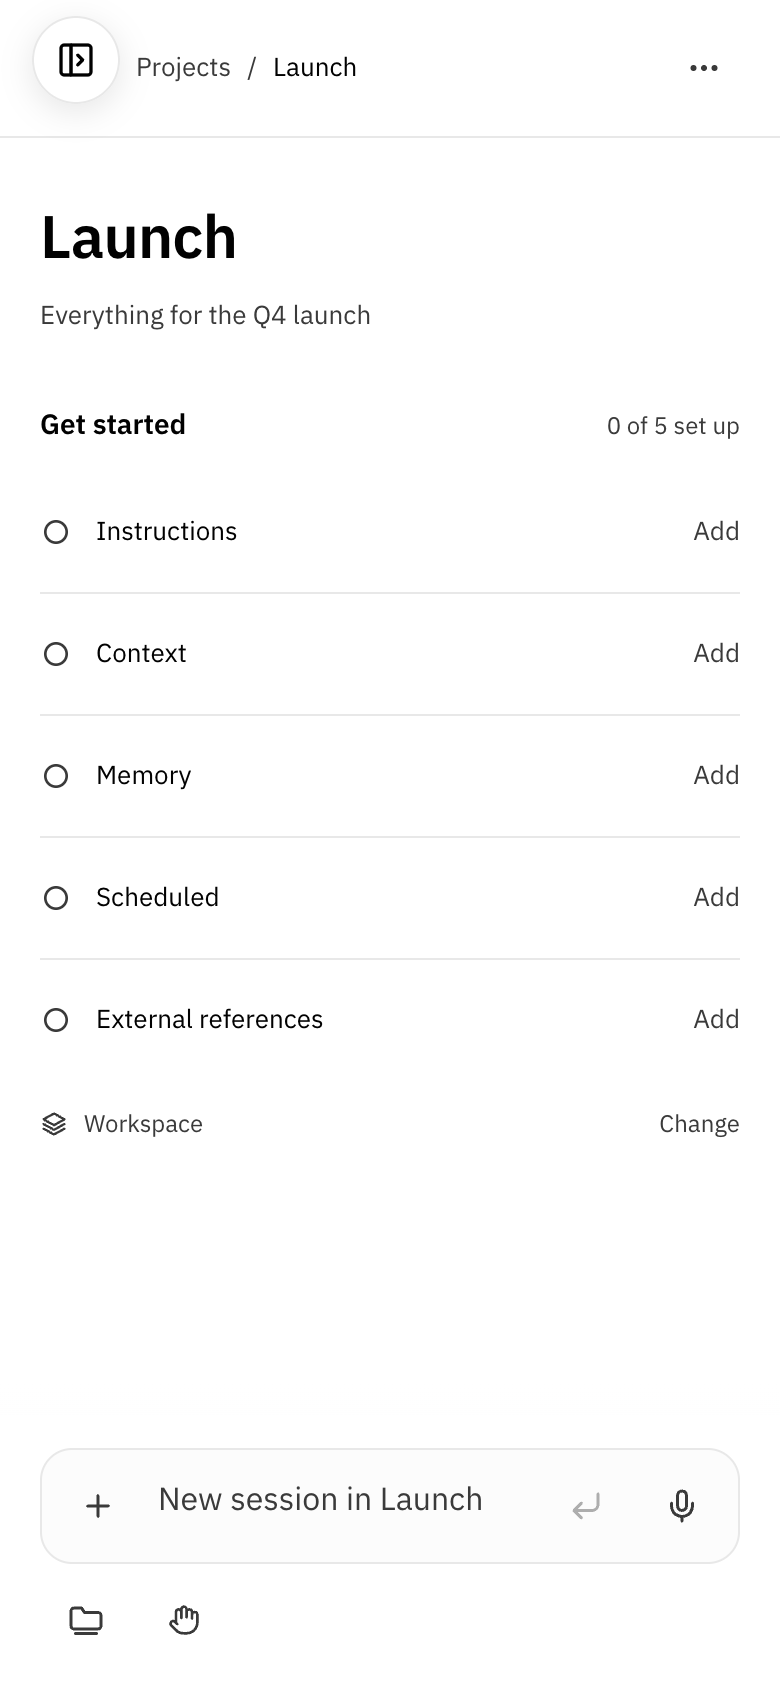 Projects / Launch
Launch
Everything for the Q4 launch
Get started 0 of 5 set up
Instructions Add
Context Add
Memory Add
Scheduled Add
External references Add
Workspace Change
New session in Launch